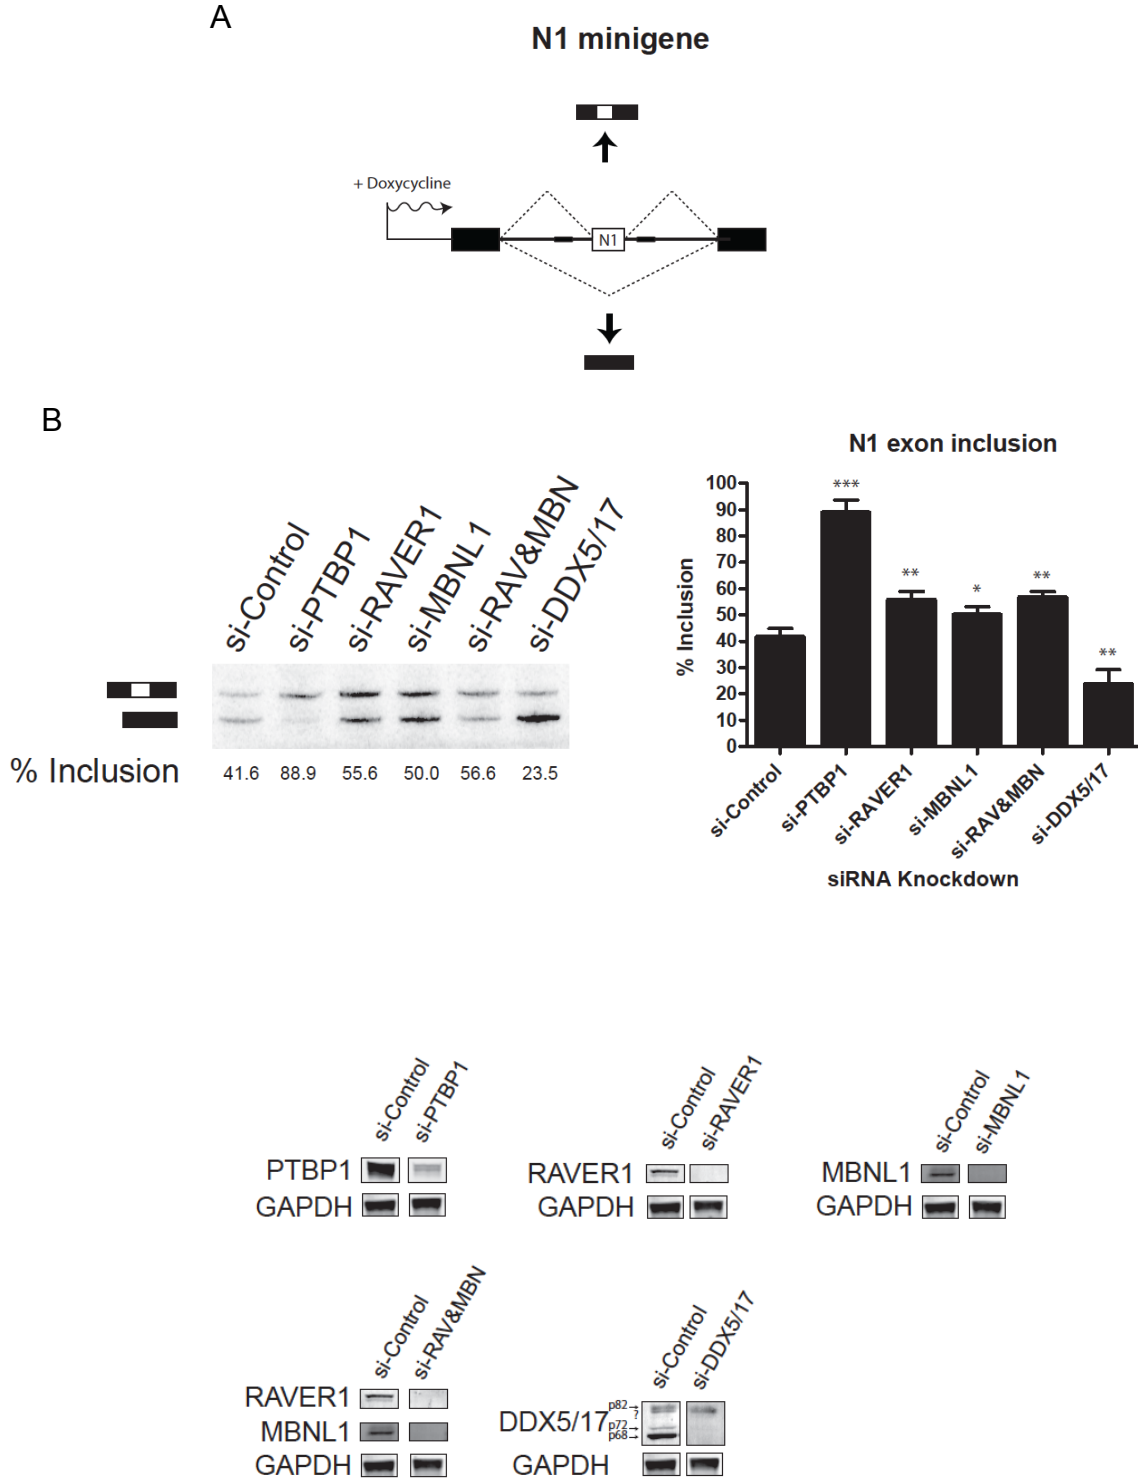 A
N1 minigene
+ Doxycycline
N1
B
si-Control
si-PTBP1
si-RAVER1
si-MBNL1
si-RAV&MBN
si-DDX5/17
% Inclusion 41.6 88.9 55.6 50.0 56.6 23.5
N1 exon inclusion
% Inclusion
100
90
80
70
60
50
40
30
20
10
0
***
**
*
**
**
si-Control
si-PTBP1
si-RAVER1
si-MBNL1
si-RAV&MBN
si-DDX5/17
siRNA Knockdown
si-Control
si-PTBP1
PTBP1
GAPDH
si-Control
si-RAVER1
RAVER1
GAPDH
si-Control
si-MBNL1
MBNL1
GAPDH
si-Control
si-RAV&MBN
RAVER1
MBNL1
GAPDH
si-Control
si-DDX5/17
DDX5/17
p82
?
p72
p68
GAPDH